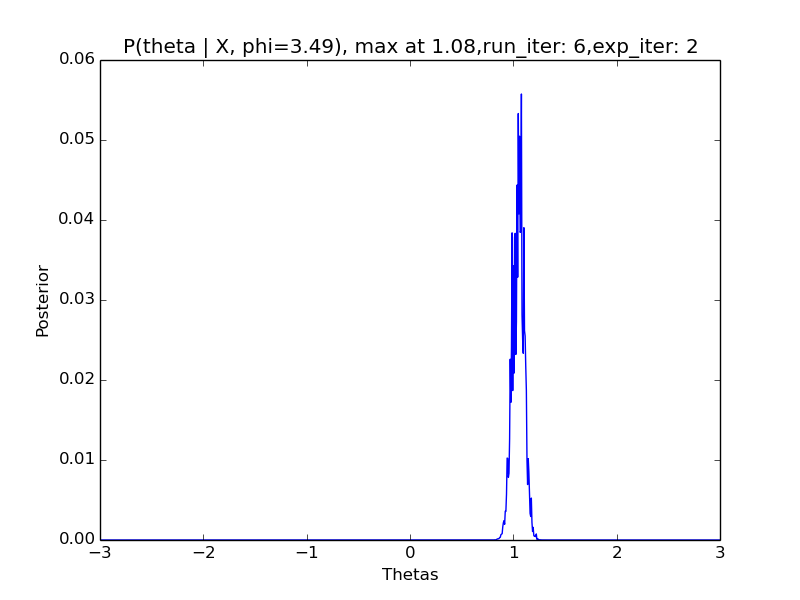 P(theta | X, phi=3.49), max at 1.08,run_iter: 6,exp_iter: 2
0.06
0.05
0.04
0.03
0.02
0.01
0.00
Posterior
−3 −2 −1 0 1 2 3
Thetas